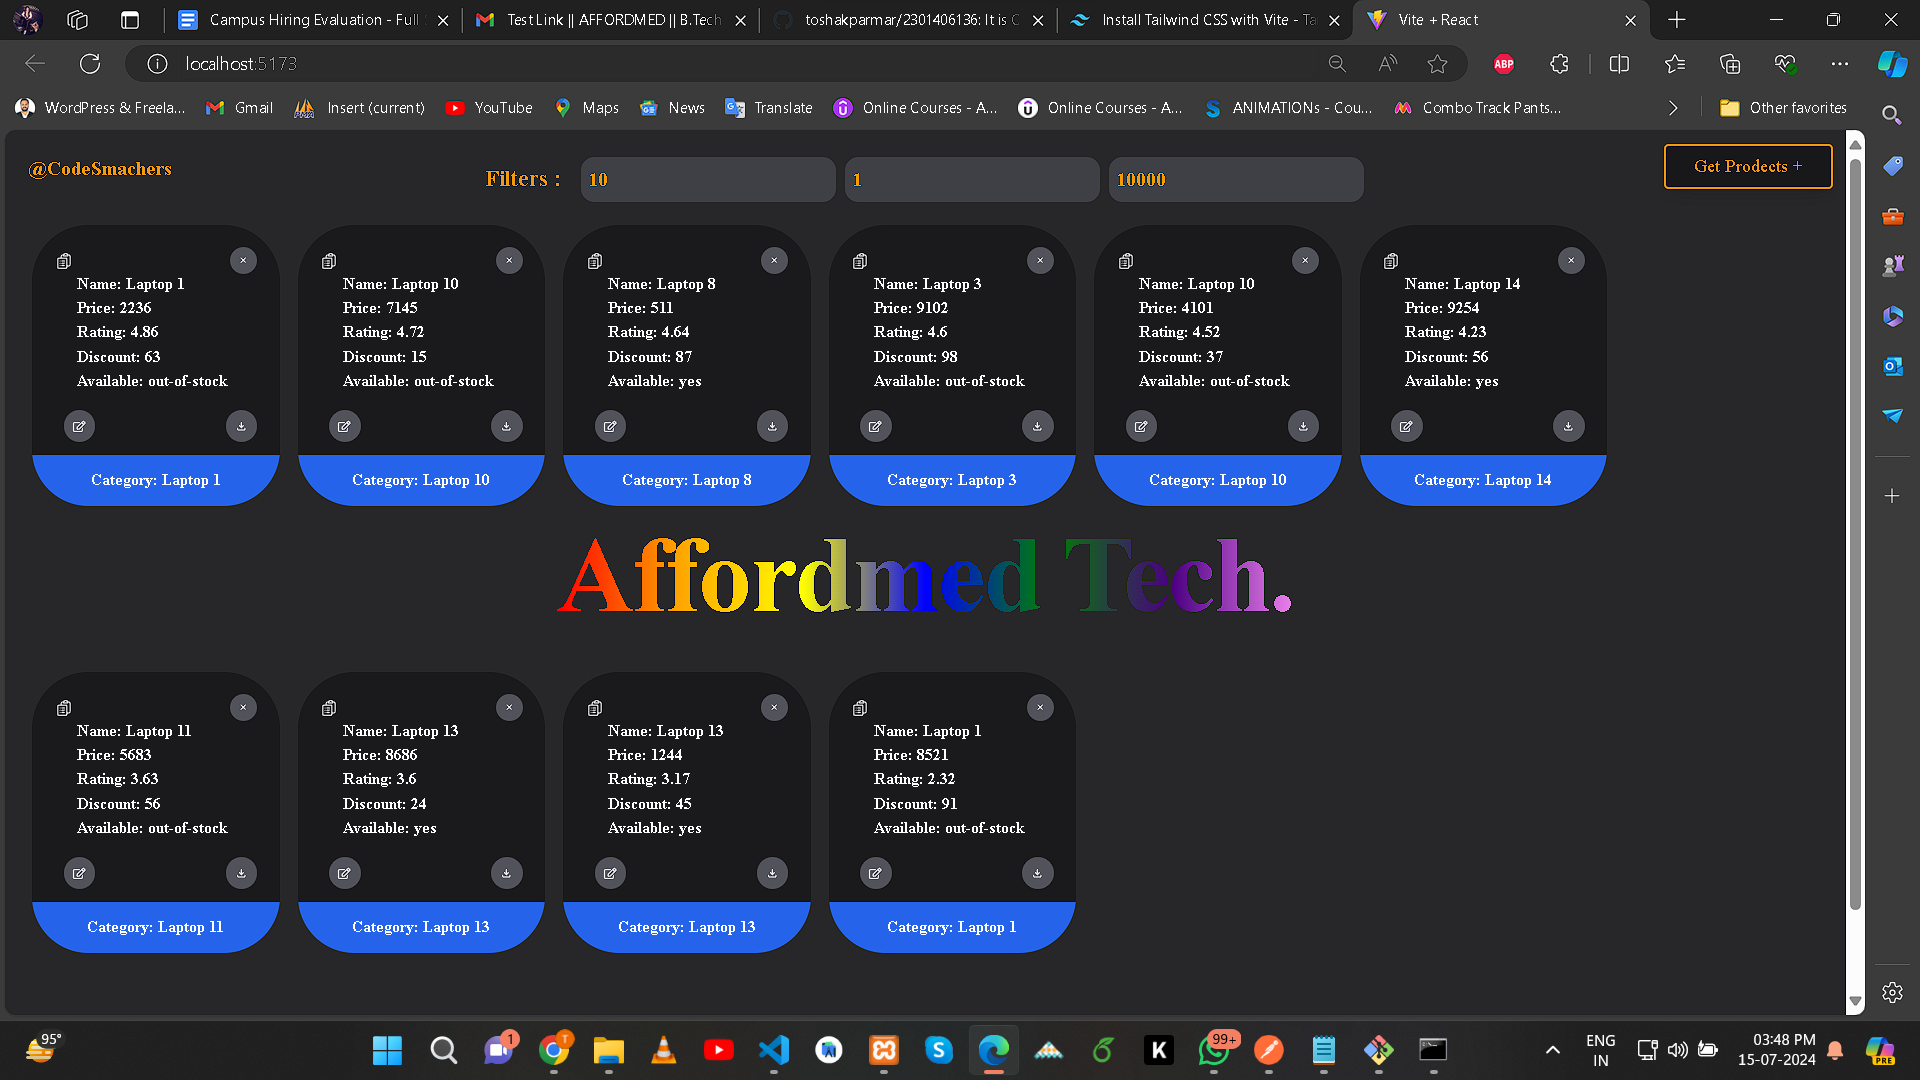 Campus Hiring Evaluation - Full
Test Link || AFFORDMED || B.Tech
toshakparmar/2301406136: It is C
Install Tailwind CSS with Vite - Ta
Vite + React
localhost:5173
ABP
WordPress & Freela...
Gmail
Insert (current)
YouTube
Maps
News
Translate
Online Courses - A...
Online Courses - A...
ANIMATIONs - Cou...
Combo Track Pants...
Other favorites
@CodeSmachers
Filters :
10
1
10000
Get Prodects +
Name: Laptop 1
Price: 2236
Rating: 4.86
Discount: 63
Available: out-of-stock
Category: Laptop 1
Name: Laptop 10
Price: 7145
Rating: 4.72
Discount: 15
Available: out-of-stock
Category: Laptop 10
Name: Laptop 8
Price: 511
Rating: 4.64
Discount: 87
Available: yes
Category: Laptop 8
Name: Laptop 3
Price: 9102
Rating: 4.6
Discount: 98
Available: out-of-stock
Category: Laptop 3
Name: Laptop 10
Price: 4101
Rating: 4.52
Discount: 37
Available: out-of-stock
Category: Laptop 10
Name: Laptop 14
Price: 9254
Rating: 4.23
Discount: 56
Available: yes
Category: Laptop 14
Affordmed Tech.
Name: Laptop 11
Price: 5683
Rating: 3.63
Discount: 56
Available: out-of-stock
Category: Laptop 11
Name: Laptop 13
Price: 8686
Rating: 3.6
Discount: 24
Available: yes
Category: Laptop 13
Name: Laptop 13
Price: 1244
Rating: 3.17
Discount: 45
Available: yes
Category: Laptop 13
Name: Laptop 1
Price: 8521
Rating: 2.32
Discount: 91
Available: out-of-stock
Category: Laptop 1
95°
1
T
S
K
99+
ENG
IN
03:48 PM
15-07-2024
PRE